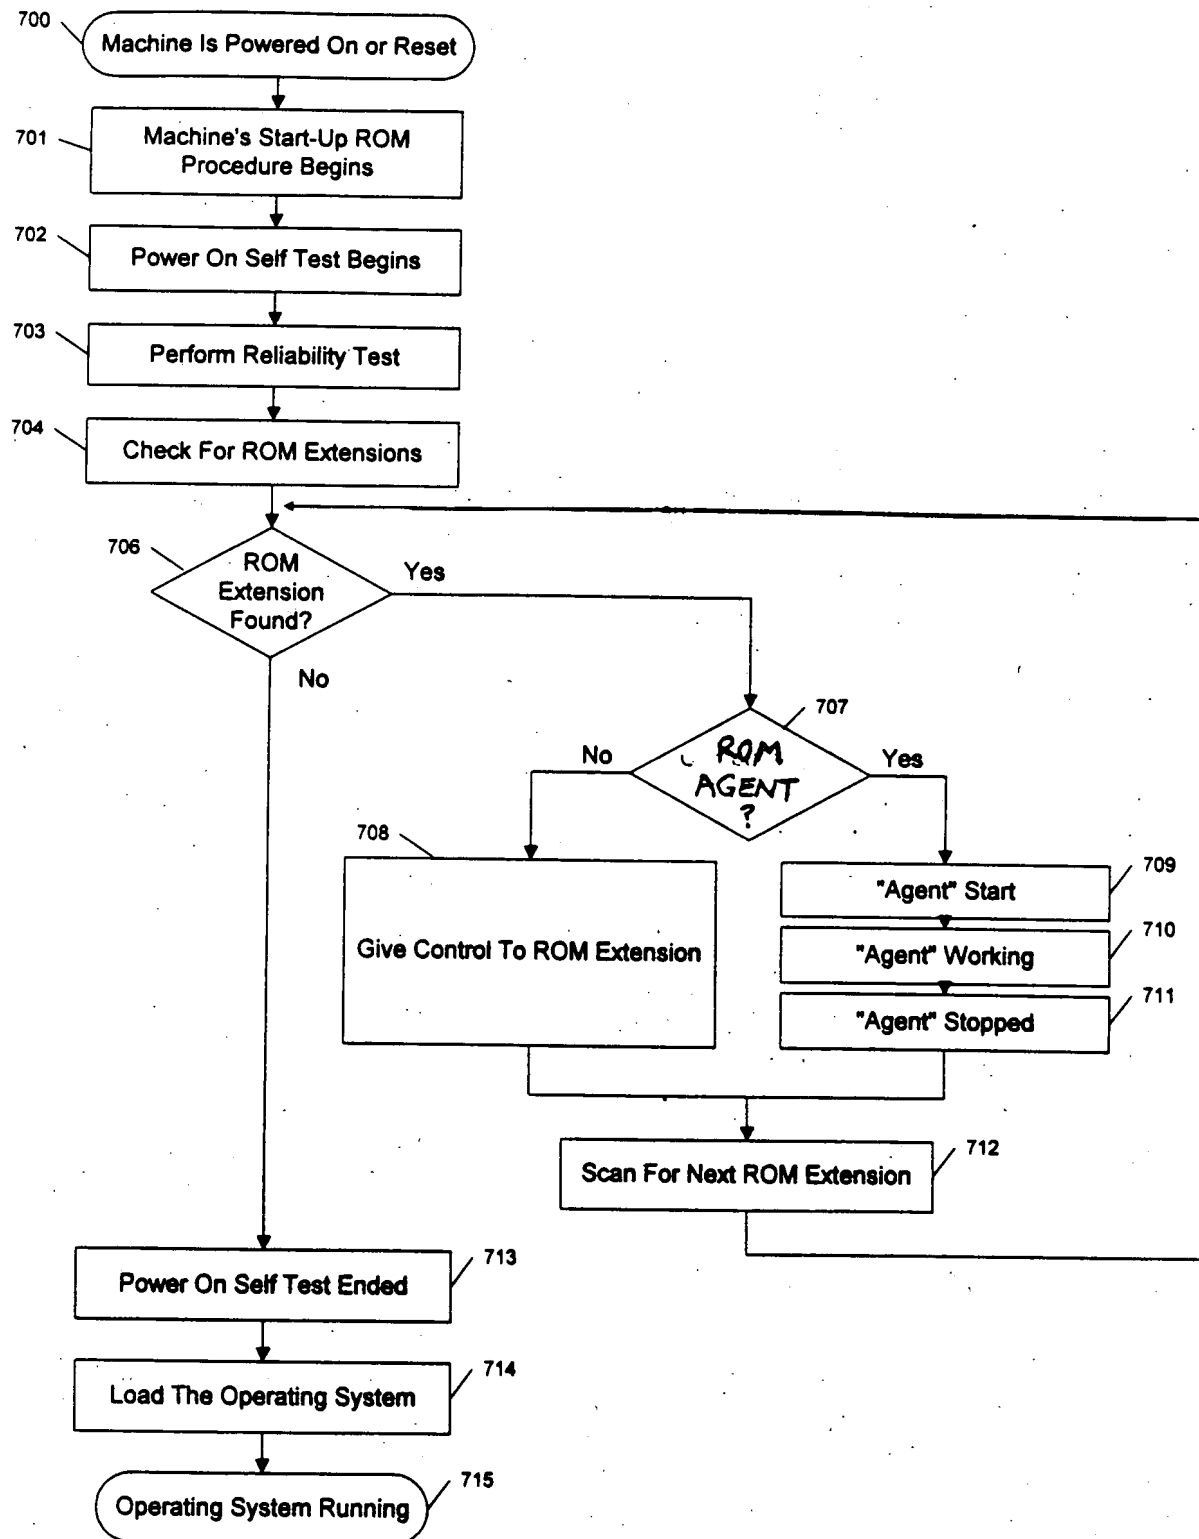 700
Machine Is Powered On or Reset
701
Machine's Start-Up ROM
Procedure Begins
702
Power On Self Test Begins
703
Perform Reliability Test
704
Check For ROM Extensions
706
ROM
Extension
Found?
Yes
No
707
ROM
AGENT
?
No
Yes
708
Give Control To ROM Extension
709
"Agent" Start
710
"Agent" Working
711
"Agent" Stopped
712
Scan For Next ROM Extension
713
Power On Self Test Ended
714
Load The Operating System
715
Operating System Running